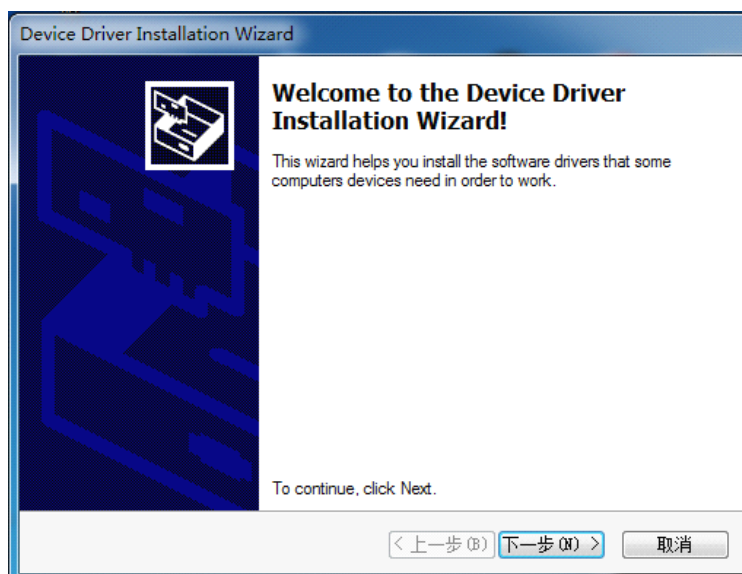 Device Driver Installation Wizard
Welcome to the Device Driver
Installation Wizard!
This wizard helps you install the software drivers that some
computers devices need in order to work.
To continue, click Next.
< 上一步(B) 下一步(N) > 取消